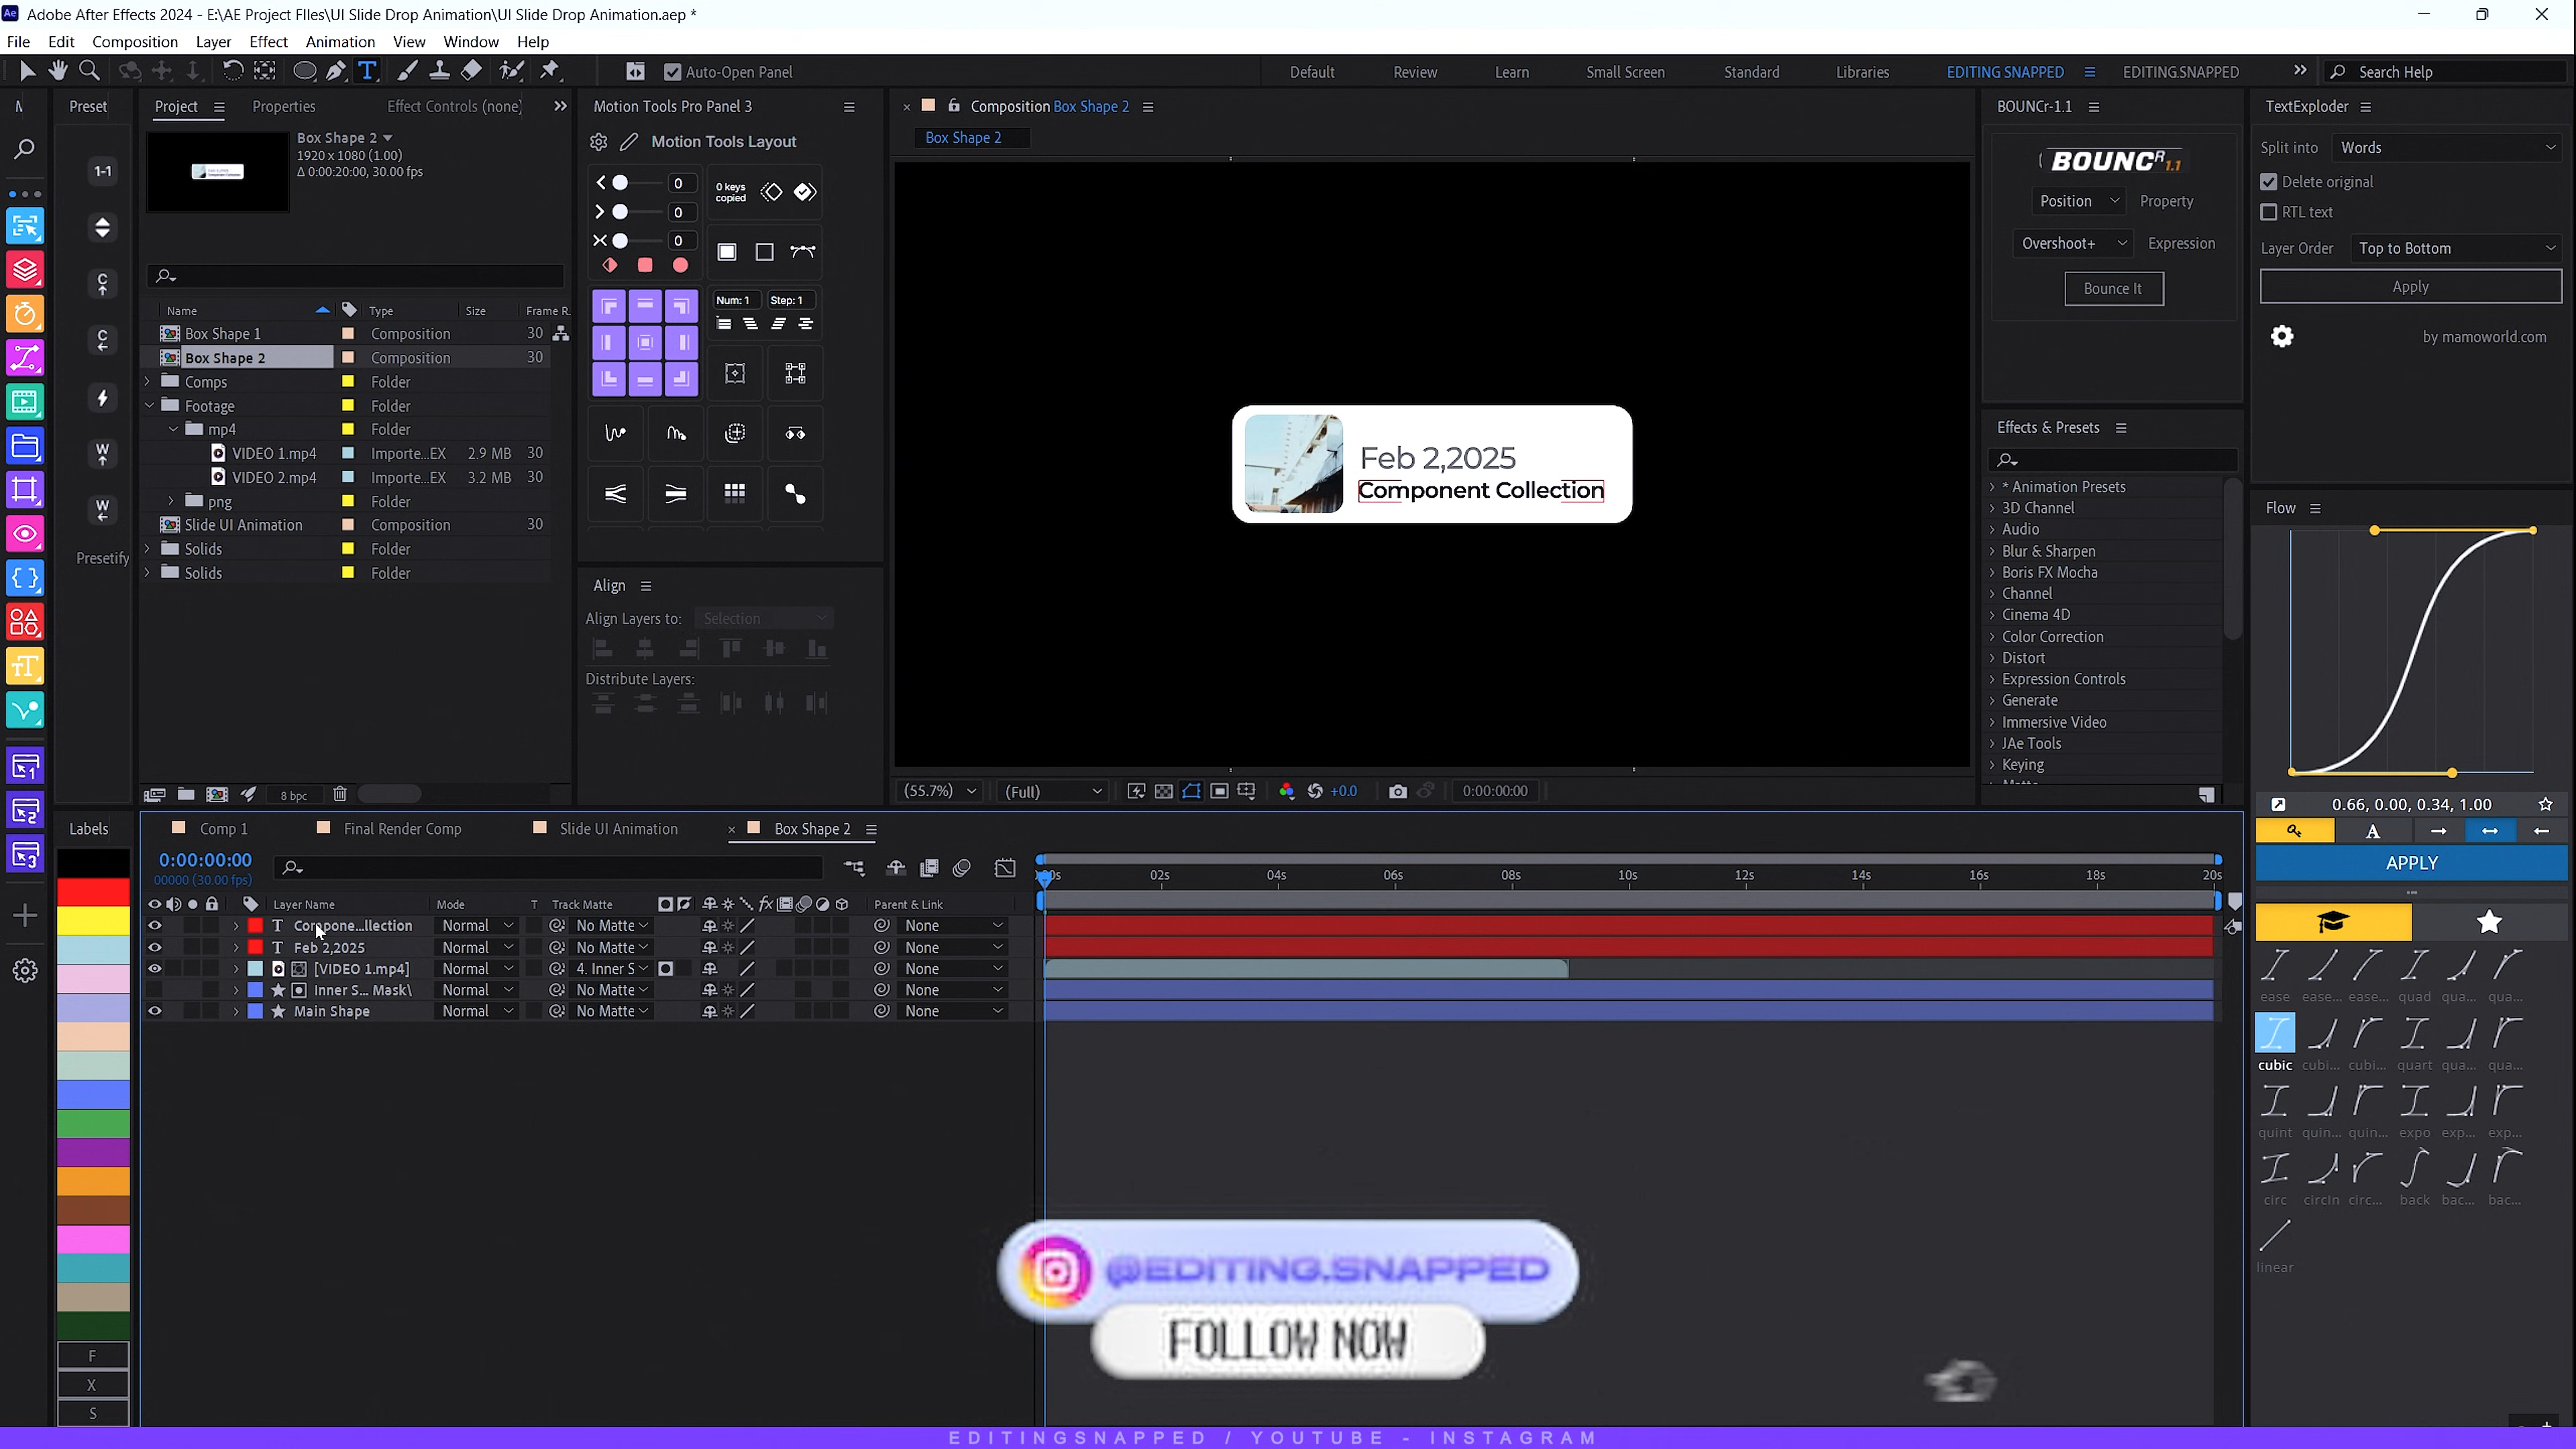 Adobe After Effects 2024 - E:\AE Project FIles\UI Slide Drop Animation\UI Slide Drop Animation.aep *
File Edit Composition Layer Effect Animation View Window Help
Auto-Open Panel
Default Review Learn Small Screen Standard Libraries EDITING SNAPPED EDITING.SNAPPED Search Help
Preset
1-1
C
C
W
W
Presetify
Project Properties Effect Controls (none)
Box Shape 2
1920 x 1080 (1.00)
Δ 0:00:20:00, 30.00 fps
Name Type Size Frame R
Box Shape 1 Composition 30
Box Shape 2 Composition 30
Comps Folder
Footage Folder
mp4 Folder
VIDEO 1.mp4 Importe...EX 2.9 MB 30
VIDEO 2.mp4 Importe...EX 3.2 MB 30
png Folder
Slide UI Animation Composition 30
Solids Folder
Solids Folder
8 bpc
Motion Tools Pro Panel 3
Motion Tools Layout
0
0
0
0 keys
copied
Num: 1 Step: 1
Align
Align Layers to: Selection
Distribute Layers:
Composition Box Shape 2
Box Shape 2
Feb 2,2025
Component Collection
(55.7%) (Full) +0.0 0:00:00:00
BOUNCr-1.1
BOUNCR 1.1
Position Property
Overshoot+ Expression
Bounce It
Effects & Presets
* Animation Presets
3D Channel
Audio
Blur & Sharpen
Boris FX Mocha
Channel
Cinema 4D
Color Correction
Distort
Expression Controls
Generate
Immersive Video
JAe Tools
Keying
TextExploder
Split into Words
Delete original
RTL text
Layer Order Top to Bottom
Apply
by mamoworld.com
Flow
0.66, 0.00, 0.34, 1.00
A
APPLY
ease ease... ease... quad qua... qua...
cubic cubi... cubi... quart qua... qua...
quint quin... quin... expo exp... exp...
circ circIn circ... back bac... bac...
linear
Labels
F
X
S
Comp 1 Final Render Comp Slide UI Animation Box Shape 2
0:00:00:00
00000 (30.00 fps)
02s 04s 06s 08s 10s 12s 14s 16s 18s 20s
Layer Name Mode T Track Matte fx Parent & Link
Compone...llection Normal No Matte None
Feb 2,2025 Normal No Matte None
[VIDEO 1.mp4] Normal 4. Inner S None
Inner S... Mask\ Normal No Matte None
Main Shape Normal No Matte None
@EDITING.SNAPPED
FOLLOW NOW
EDITINGSNAPPED / YOUTUBE - INSTAGRAM